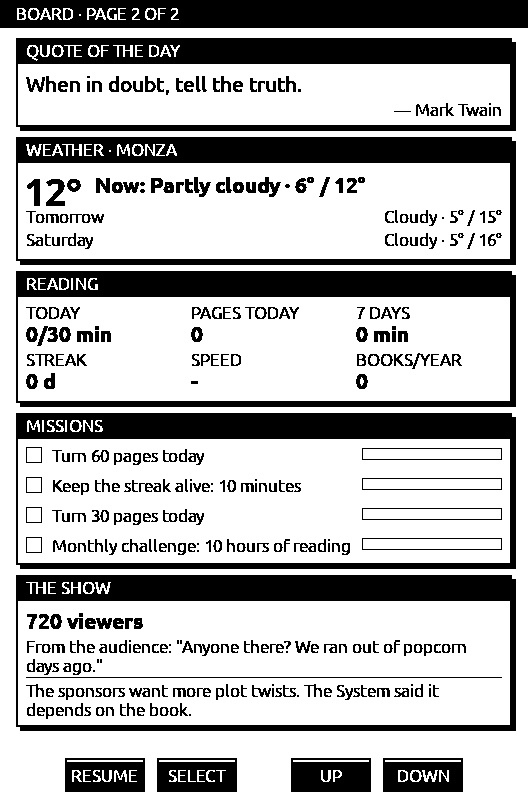 BOARD · PAGE 2 OF 2
QUOTE OF THE DAY
When in doubt, tell the truth.
— Mark Twain
WEATHER · MONZA
12° Now: Partly cloudy · 6° / 12°
Tomorrow Cloudy · 5° / 15°
Saturday Cloudy · 5° / 16°
READING
TODAY PAGES TODAY 7 DAYS
0/30 min 0 0 min
STREAK SPEED BOOKS/YEAR
0 d - 0
MISSIONS
Turn 60 pages today
Keep the streak alive: 10 minutes
Turn 30 pages today
Monthly challenge: 10 hours of reading
THE SHOW
720 viewers
From the audience: "Anyone there? We ran out of popcorn
days ago."
The sponsors want more plot twists. The System said it
depends on the book.
RESUME SELECT UP DOWN